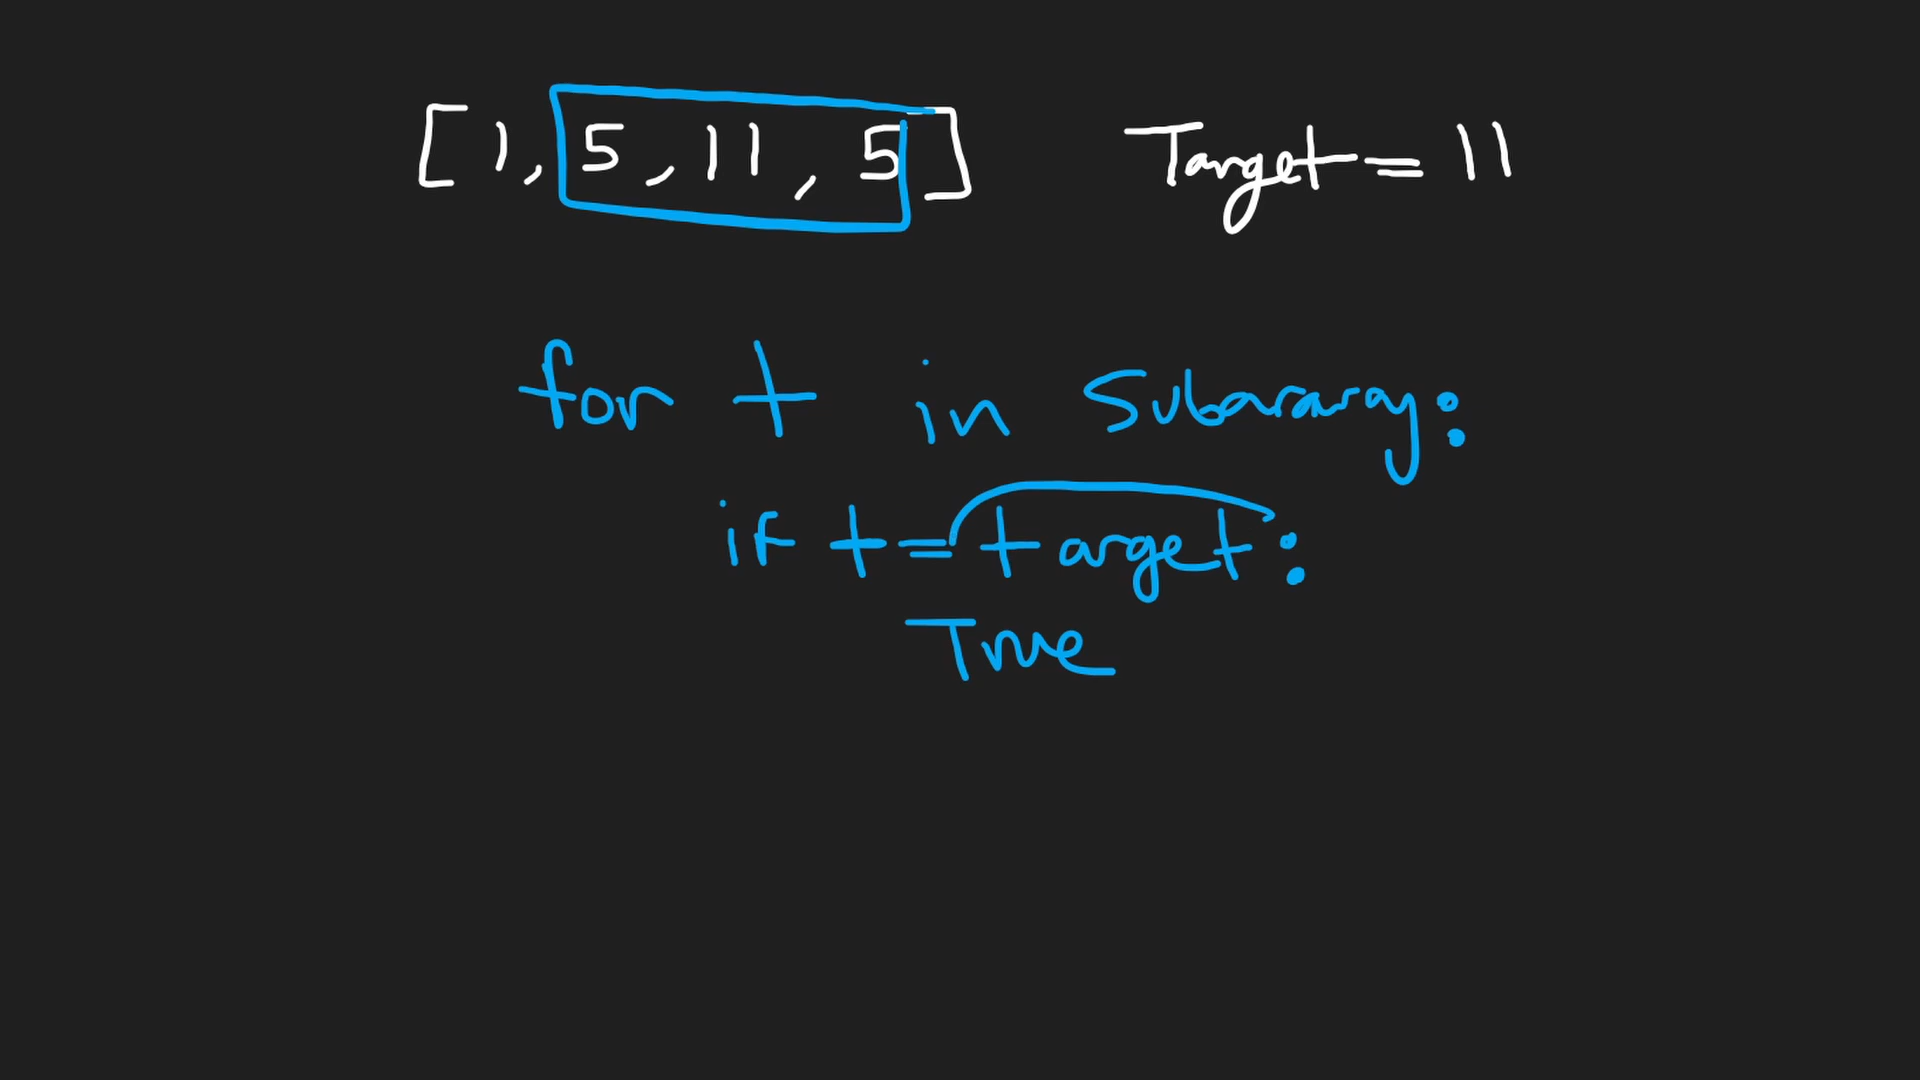 [1, 5, 11, 5] Target = 11
for t in Subarray:
if t = target:
True